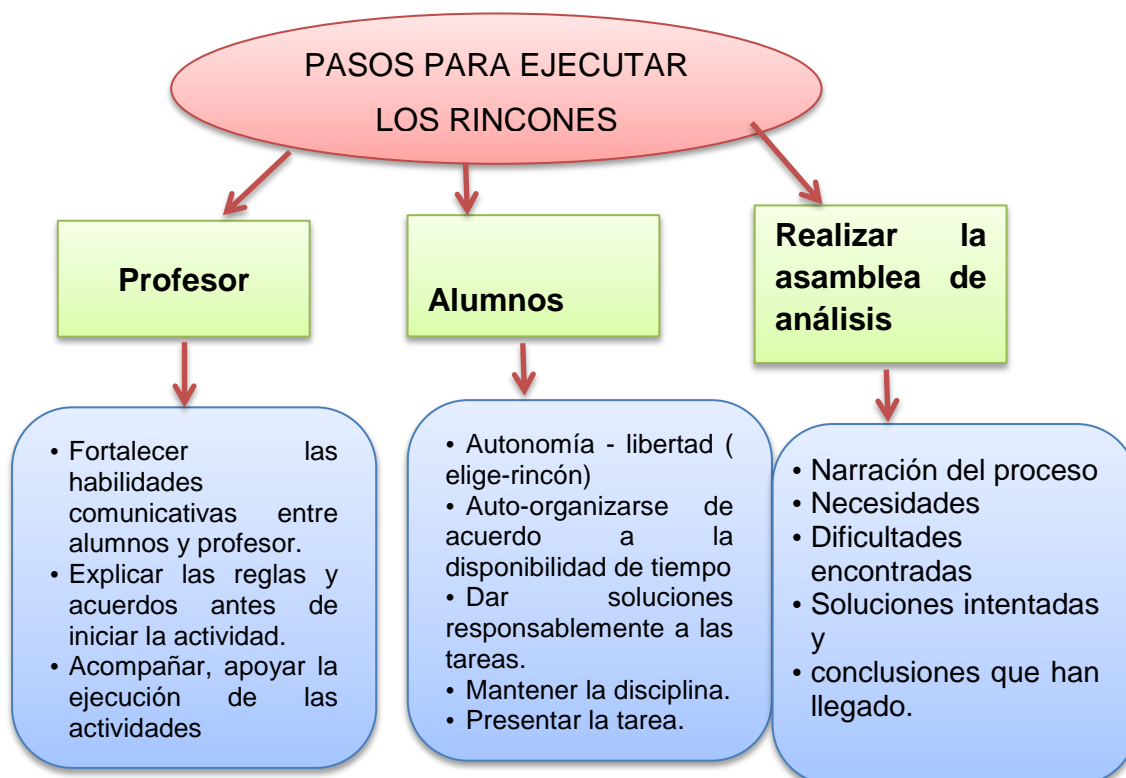 PASOS PARA EJECUTAR
LOS RINCONES
Profesor
• Fortalecer las
habilidades
comunicativas entre
alumnos y profesor.
• Explicar las reglas y
acuerdos antes de
iniciar la actividad.
• Acompañar, apoyar la
ejecución de las
actividades
Alumnos
• Autonomía - libertad (
elige-rincón)
• Auto-organizarse de
acuerdo a la
disponibilidad de tiempo
• Dar soluciones
responsablemente a las
tareas.
• Mantener la disciplina.
• Presentar la tarea.
Realizar la
asamblea de
análisis
• Narración del proceso
• Necesidades
• Dificultades
encontradas
• Soluciones intentadas
y
• conclusiones que han
llegado.